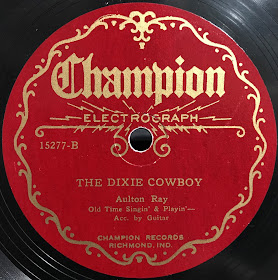 Champion
ELECTROGRAPH
15277-B
THE DIXIE COWBOY
Aulton Ray
Old Time Singin' & Playin'—
Acc. by Guitar
CHAMPION RECORDS
RICHMOND, IND.